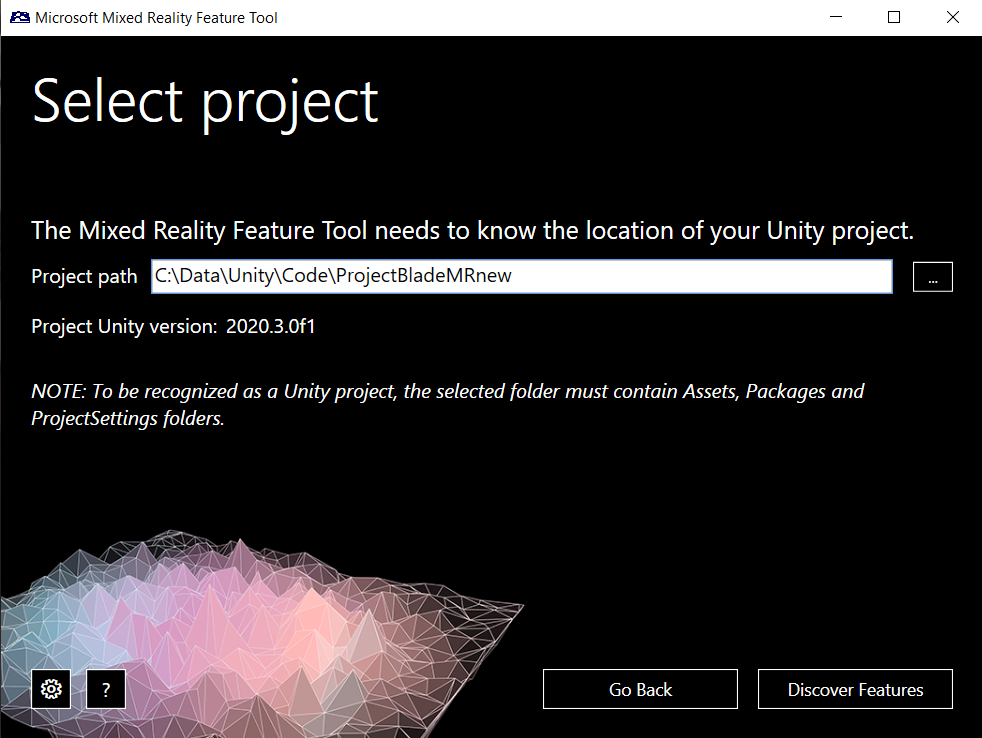 Microsoft Mixed Reality Feature Tool
Select project
The Mixed Reality Feature Tool needs to know the location of your Unity project.
Project path C:\Data\Unity\Code\ProjectBladeMRnew ...
Project Unity version: 2020.3.0f1
NOTE: To be recognized as a Unity project, the selected folder must contain Assets, Packages and
ProjectSettings folders.
? Go Back Discover Features